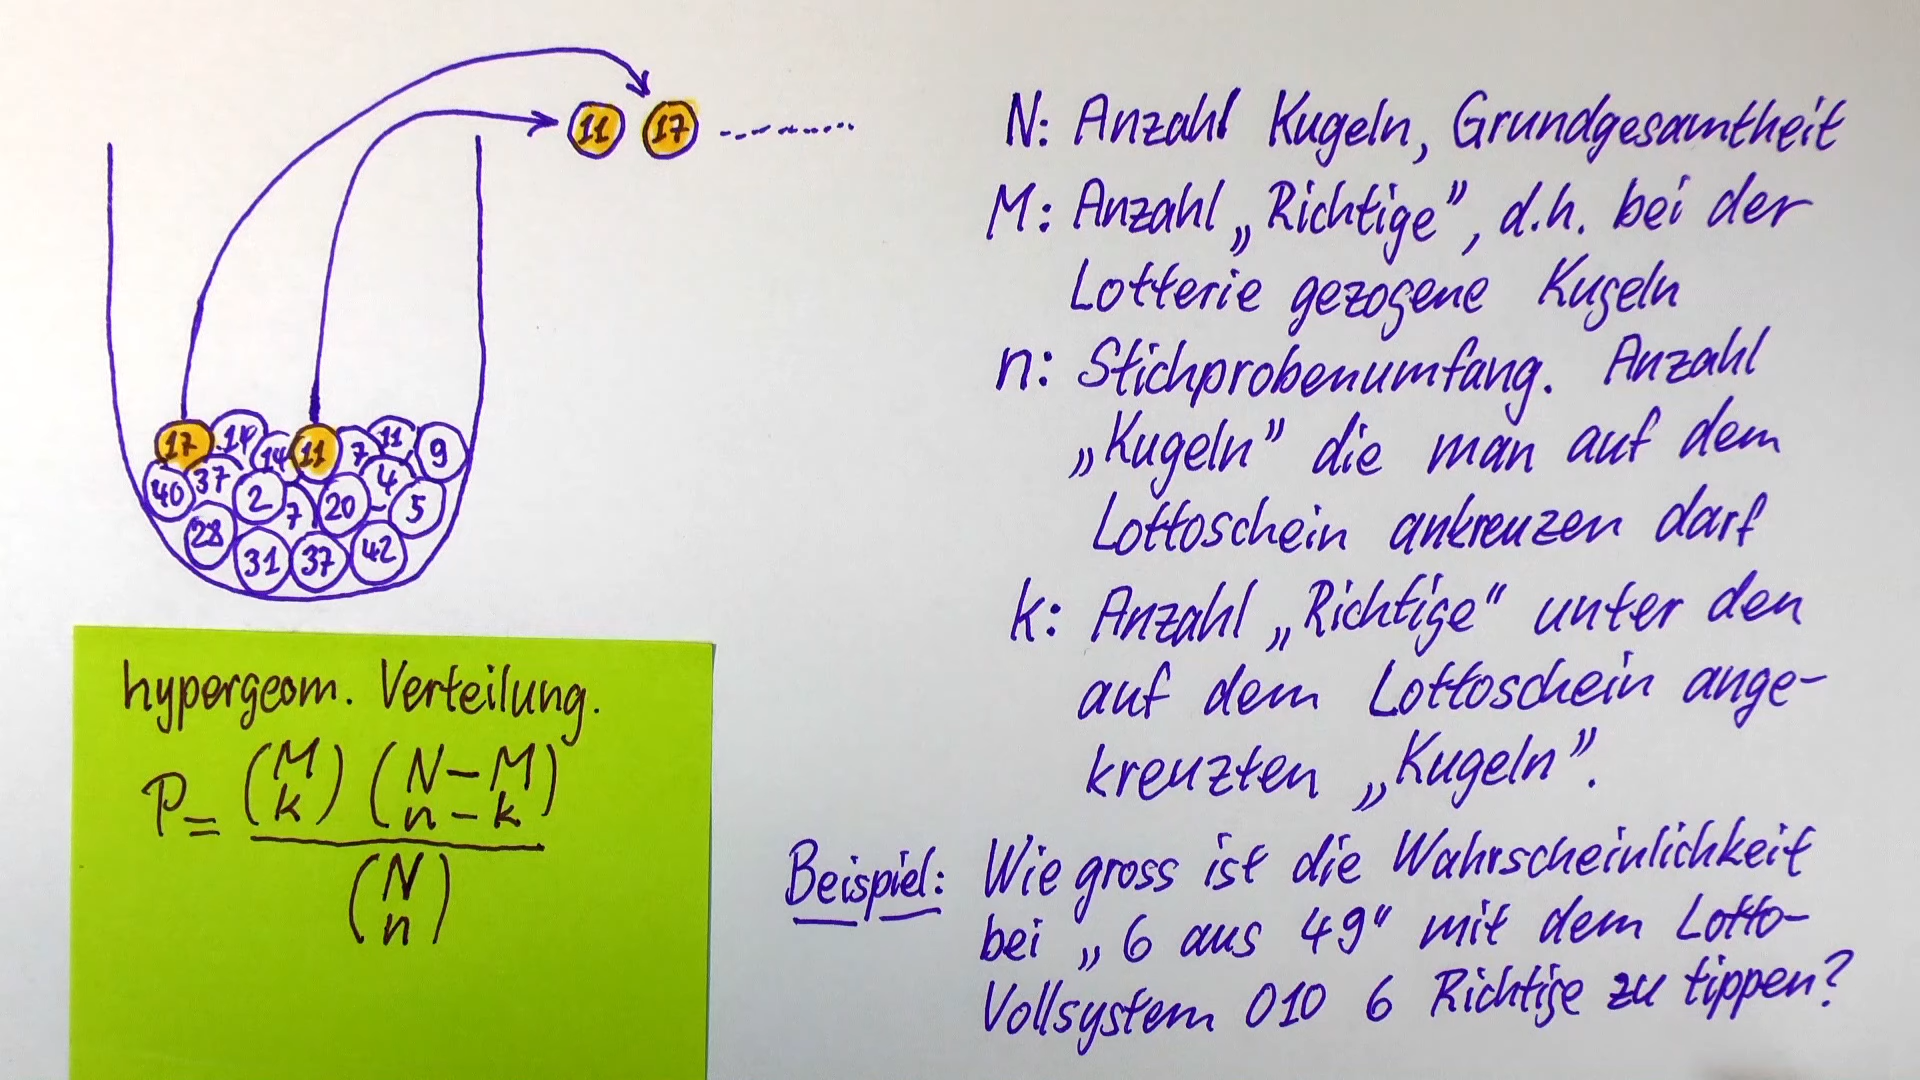 11 17
17 14 14 11 7 11 9
40 37 2 7 20 4 5
28 31 37 42
hypergeom. Verteilung.
P = (M k) (N-M n-k)
(N n)
N: Anzahl Kugeln, Grundgesamtheit
M: Anzahl „Richtige”, d.h. bei der
Lotterie gezogene Kugeln
n: Stichprobenumfang. Anzahl
„Kugeln” die man auf dem
Lottoschein ankreuzen darf
k: Anzahl „Richtige” unter den
auf dem Lottoschein ange-
kreuzten „Kugeln”.
Beispiel: Wie gross ist die Wahrscheinlichkeit
bei „6 aus 49” mit dem Lotto-
Vollsystem 010 6 Richtige zu tippen?